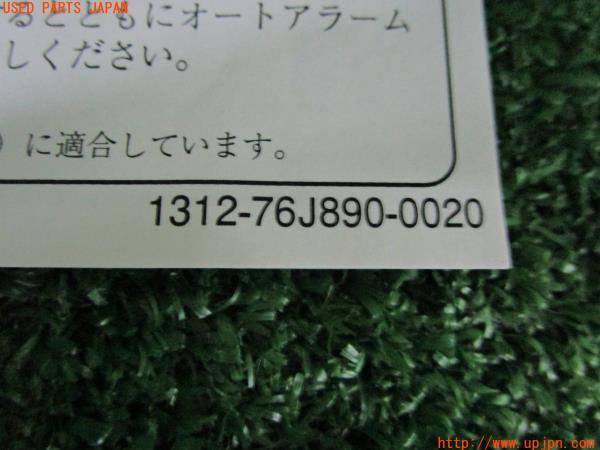 USED PARTS JAPAN
るとともにオートアラーム
しください。
）に適合しています。
1312-76J890-0020
http://www.upjpn.com/